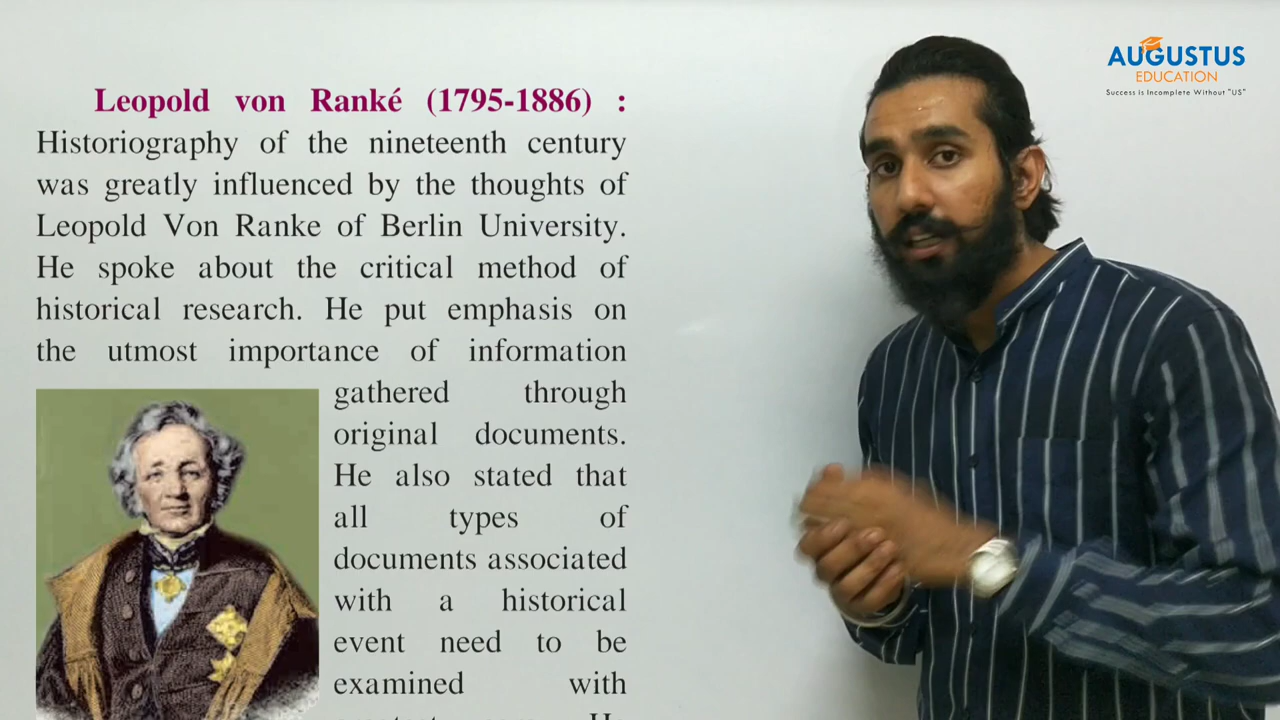 Leopold von Ranké (1795-1886) :
Historiography of the nineteenth century
was greatly influenced by the thoughts of
Leopold Von Ranke of Berlin University.
He spoke about the critical method of
historical research. He put emphasis on
the utmost importance of information
gathered through
original documents.
He also stated that
all types of
documents associated
with a historical
event need to be
examined with
AUGUSTUS
EDUCATION
Success Is Incomplete Without "US"